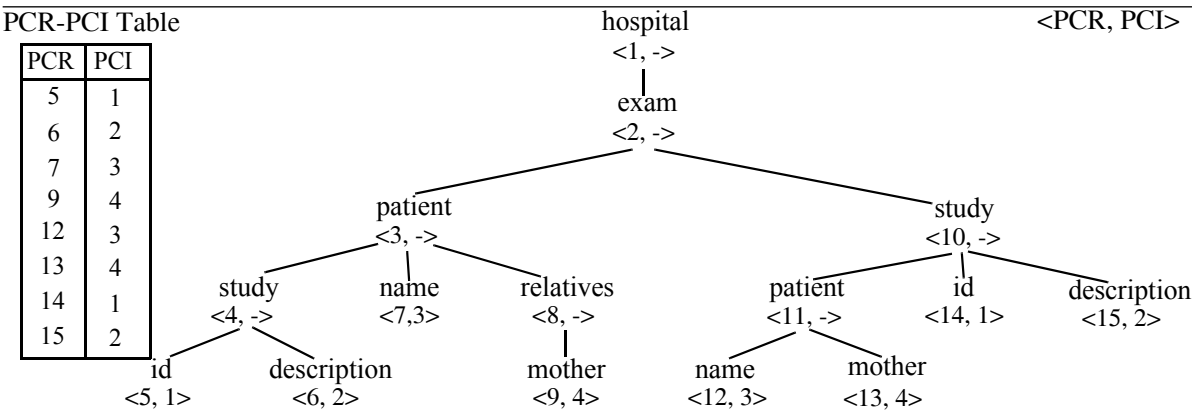 PCR-PCI Table
hospital
<PCR, PCI>
<1, ->
PCR PCI
5 1
6 2
7 3
9 4
12 3
13 4
14 1
15 2
exam
<2, ->
patient
study
<3, ->
<10, ->
study
name
relatives
patient
id
description
<4, ->
<7,3>
<8, ->
<11, ->
<14, 1>
<15, 2>
id
description
mother
name
mother
<5, 1>
<6, 2>
<9, 4>
<12, 3>
<13, 4>